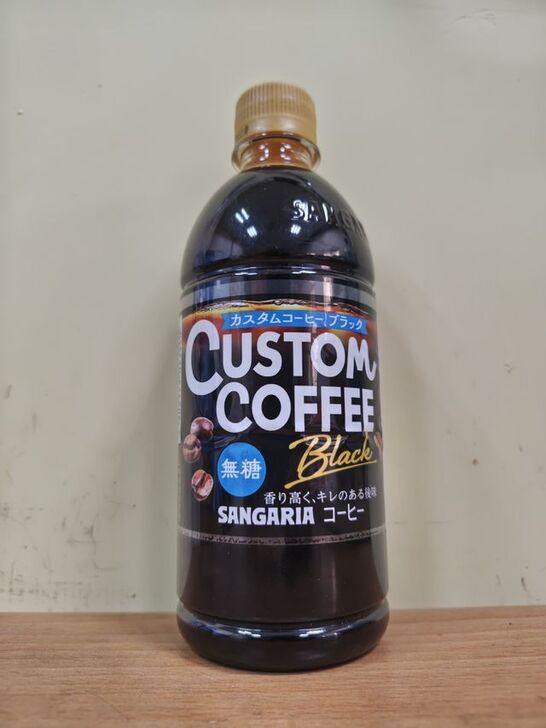 カスタムコーヒー ブラック
CUSTOM
COFFEE
Black
無糖
香り高く、キレのある後味
SANGARIA コーヒー